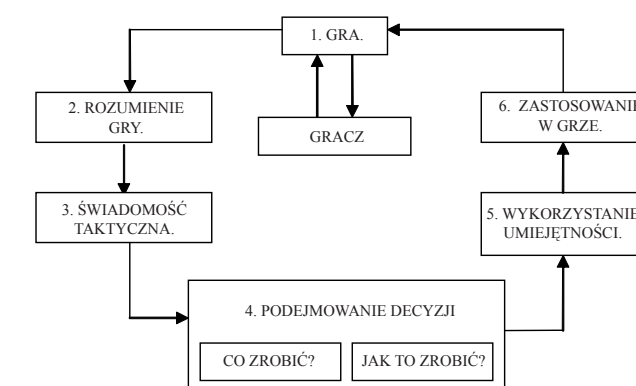 1. GRA.
2. ROZUMIENIE
GRY.
GRACZ
6. ZASTOSOWANIE
W GRZE.
3. ŚWIADOMOŚĆ
TAKTYCZNA.
5. WYKORZYSTANIE
UMIEJĘTNOŚCI.
4. PODEJMOWANIE DECYZJI
CO ZROBIĆ?
JAK TO ZROBIĆ?